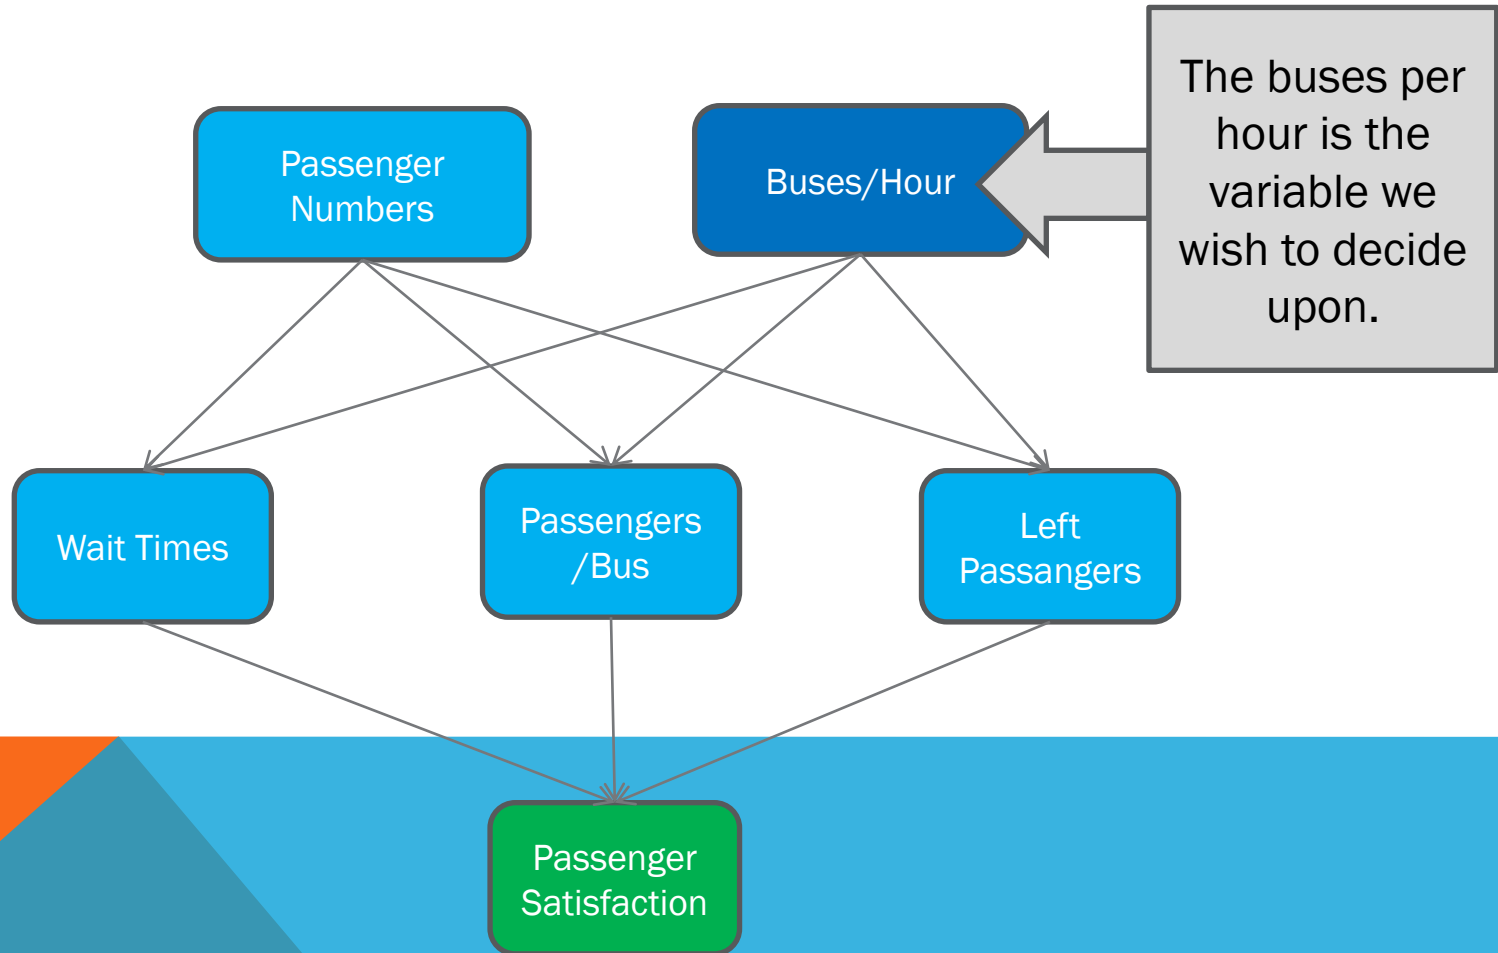 Passenger
Numbers
Buses/Hour
The buses per
hour is the
variable we
wish to decide
upon.
Wait Times
Passengers
/Bus
Left
Passangers
Passenger
Satisfaction